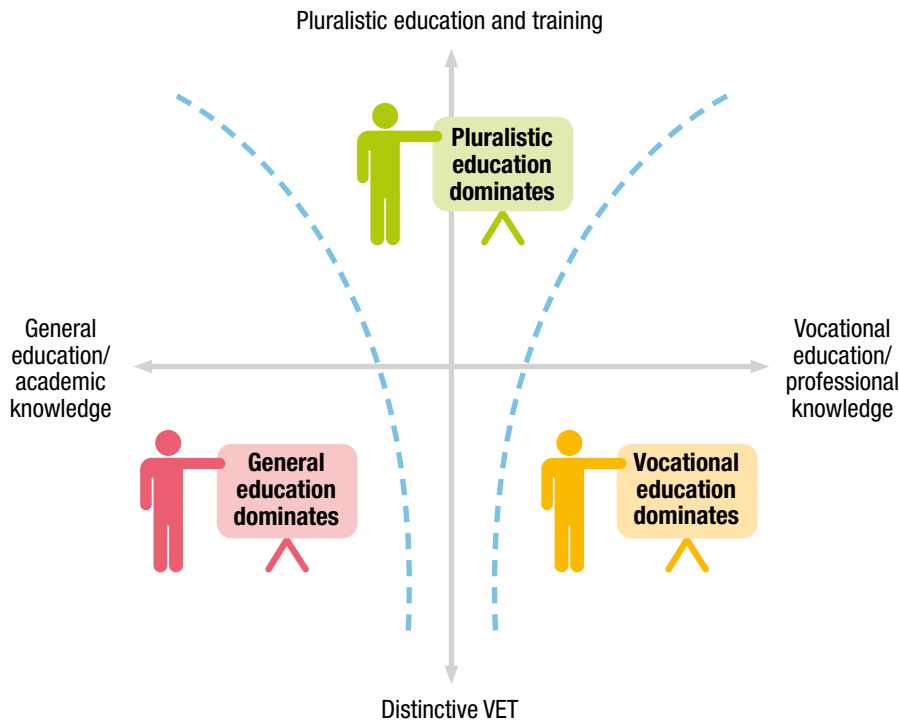 Pluralistic education and training
Pluralistic
education
dominates
General
education/
academic
knowledge
Vocational
education/
professional
knowledge
General
education
dominates
Vocational
education
dominates
Distinctive VET